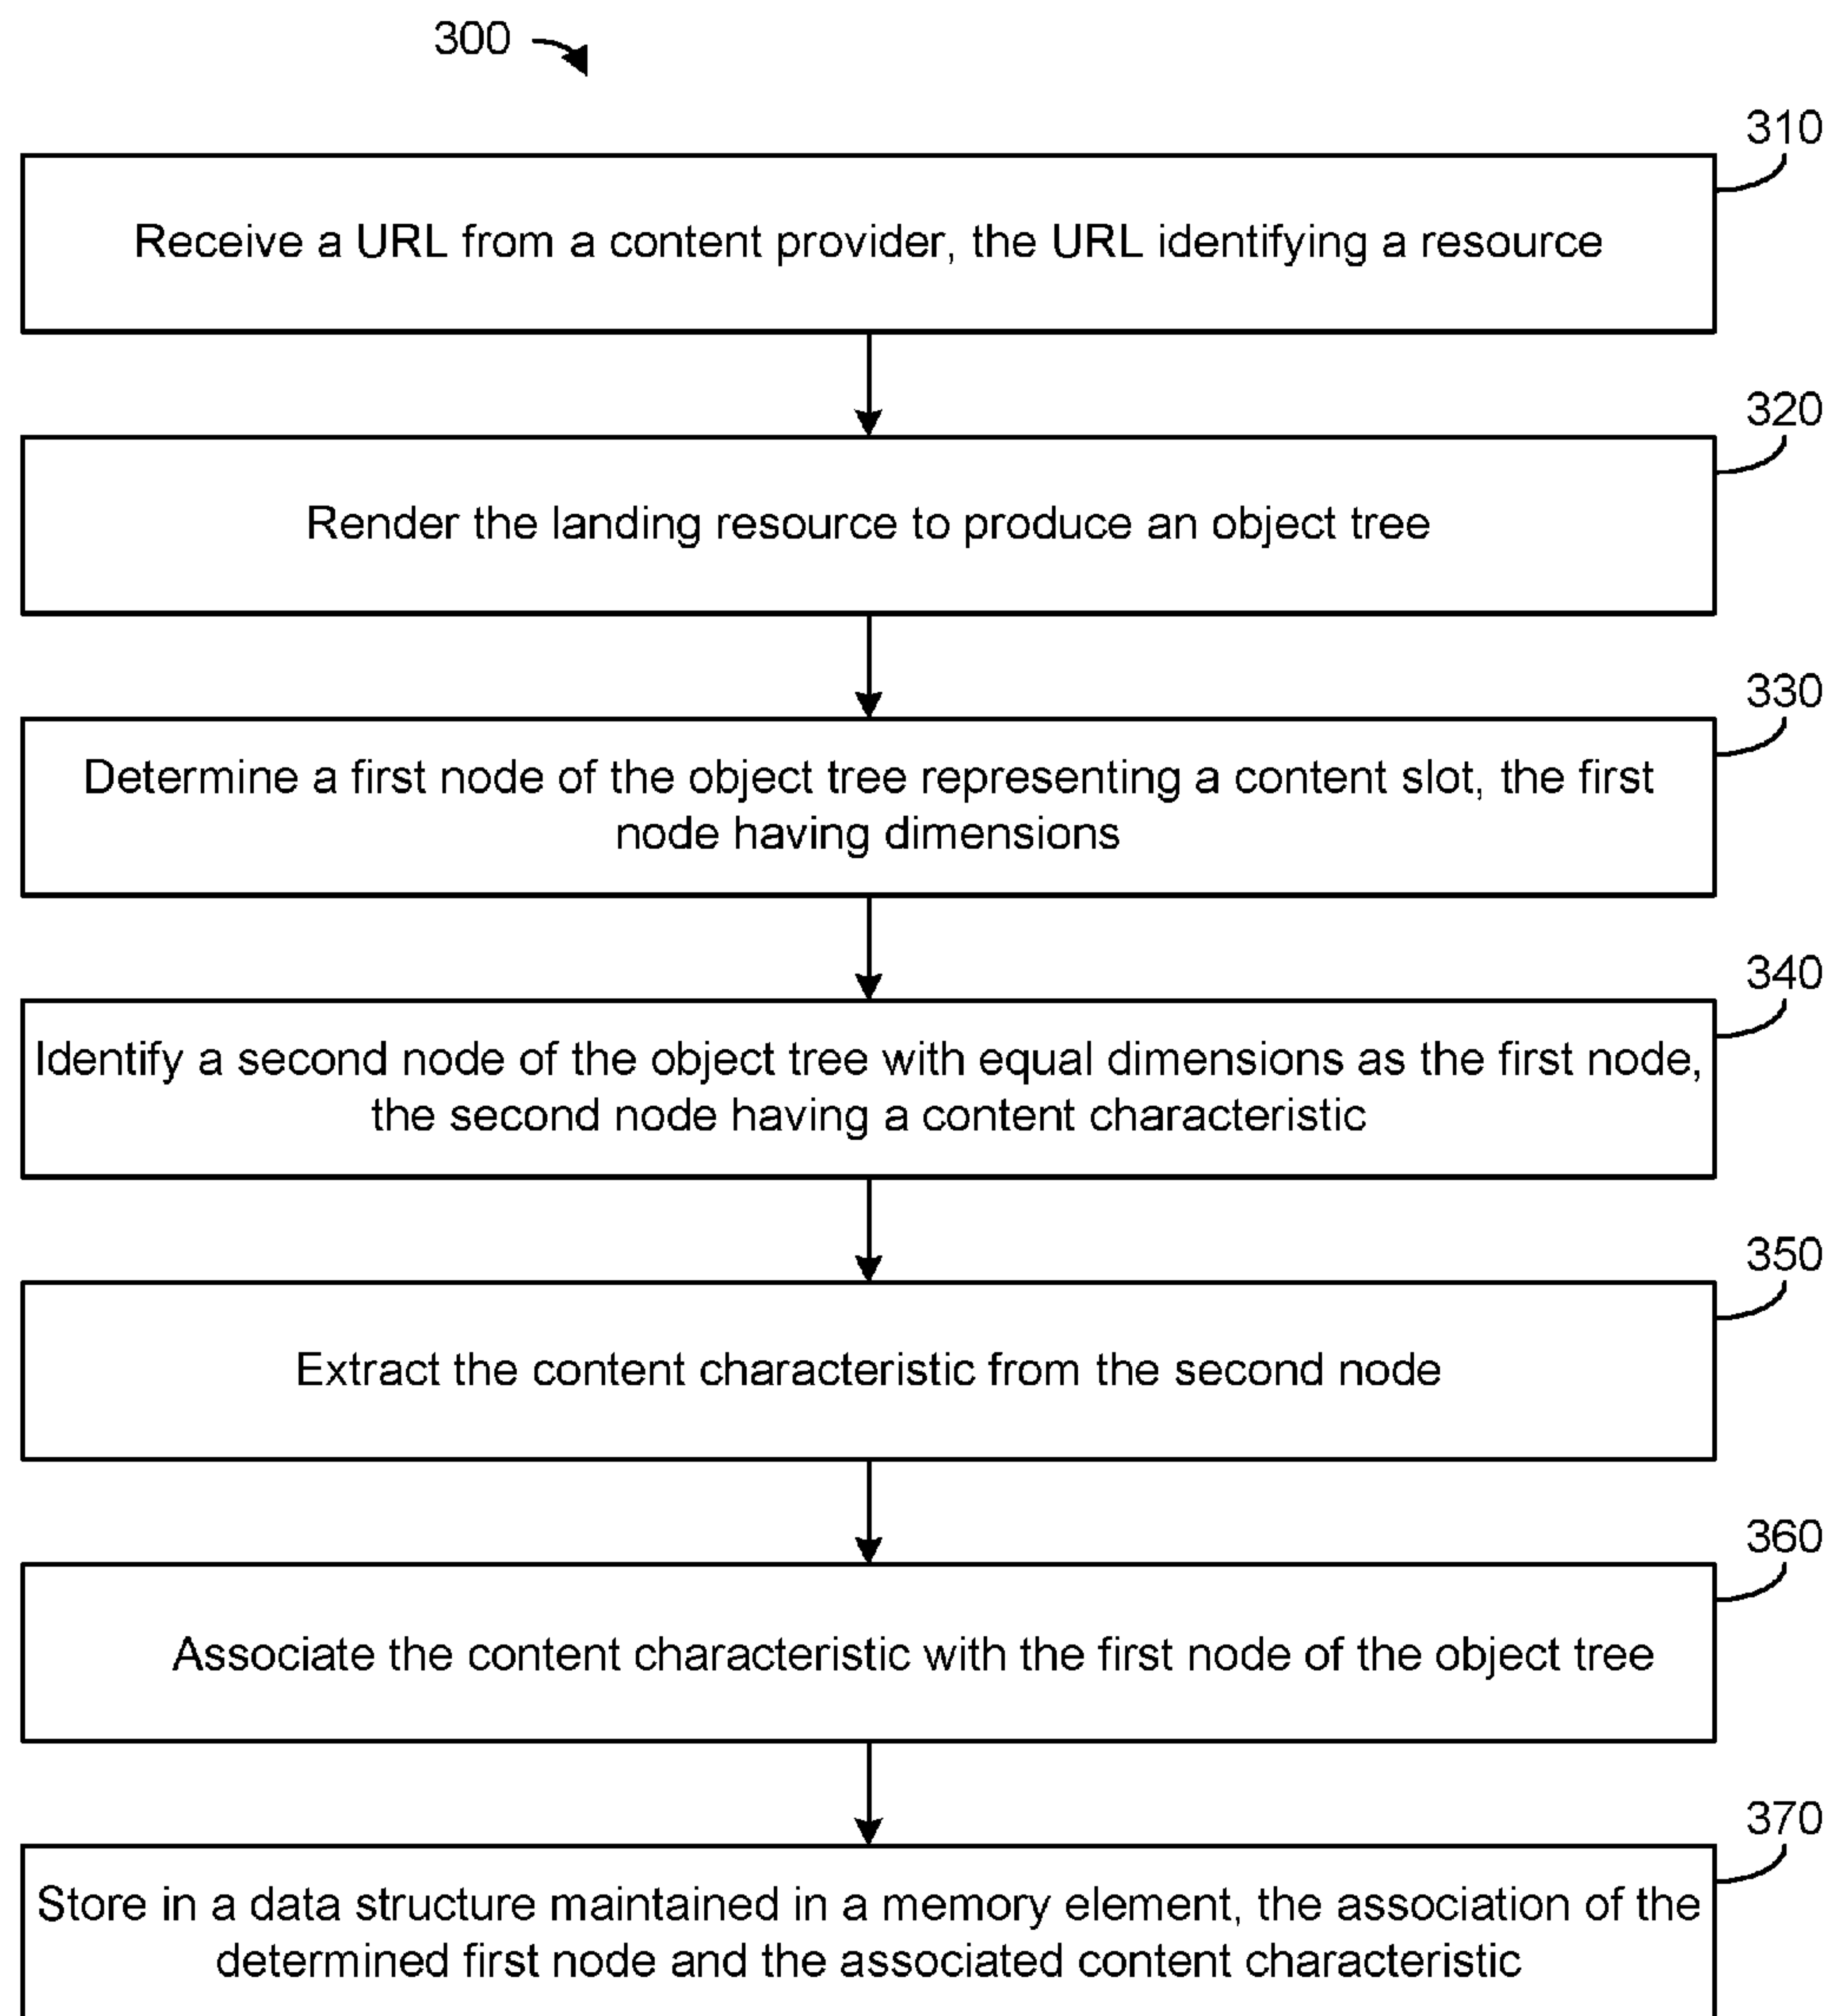 300
310
Receive a URL from a content provider, the URL identifying a resource
320
Render the landing resource to produce an object tree
330
Determine a first node of the object tree representing a content slot, the first
node having dimensions
340
Identify a second node of the object tree with equal dimensions as the first node,
the second node having a content characteristic
350
Extract the content characteristic from the second node
360
Associate the content characteristic with the first node of the object tree
370
Store in a data structure maintained in a memory element, the association of the
determined first node and the associated content characteristic